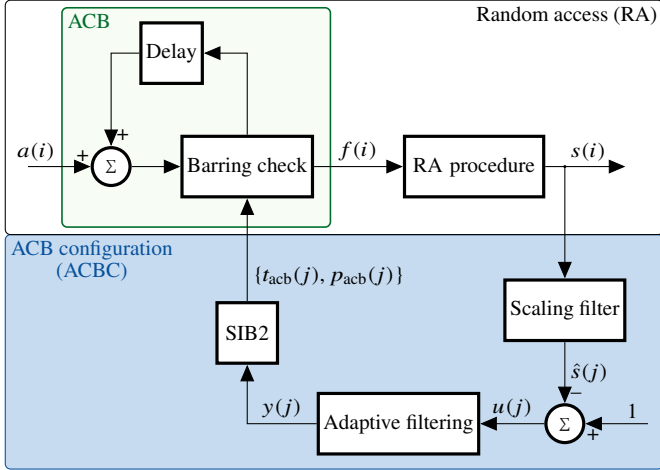 ACB
Random access (RA)
Delay
a(i)
+
+
Σ
Barring check
f(i)
RA procedure
s(i)
ACB configuration
(ACBC)
{t_acb(j), p_acb(j)}
Scaling filter
SIB2
ŝ(j)
y(j)
Adaptive filtering
u(j)
−
Σ
+
1